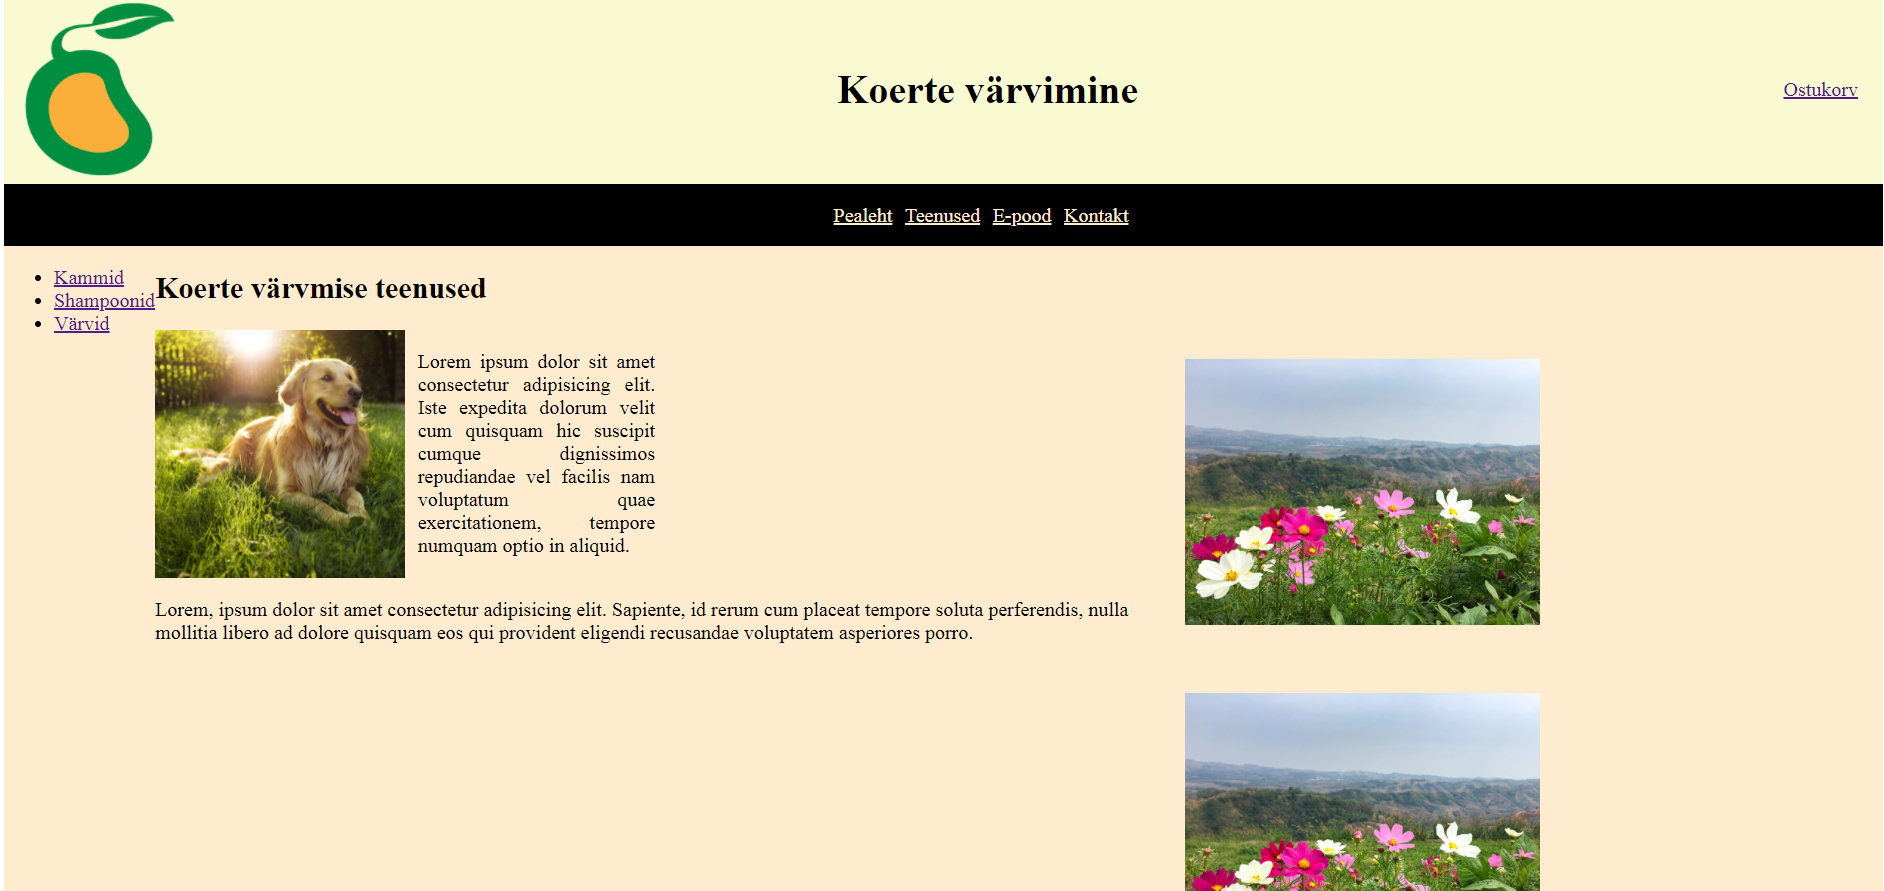 Koerte värvimine
Ostukorv
Pealeht Teenused E-pood Kontakt
Kammid
Shampoonid
Värvid
Koerte värvmise teenused
Lorem ipsum dolor sit amet
consectetur adipisicing elit.
Iste expedita dolorum velit
cum quisquam hic suscipit
cumque dignissimos
repudiandae vel facilis nam
voluptatum quae
exercitationem, tempore
numquam optio in aliquid.
Lorem, ipsum dolor sit amet consectetur adipisicing elit. Sapiente, id rerum cum placeat tempore soluta perferendis, nulla
mollitia libero ad dolore quisquam eos qui provident eligendi recusandae voluptatem asperiores porro.